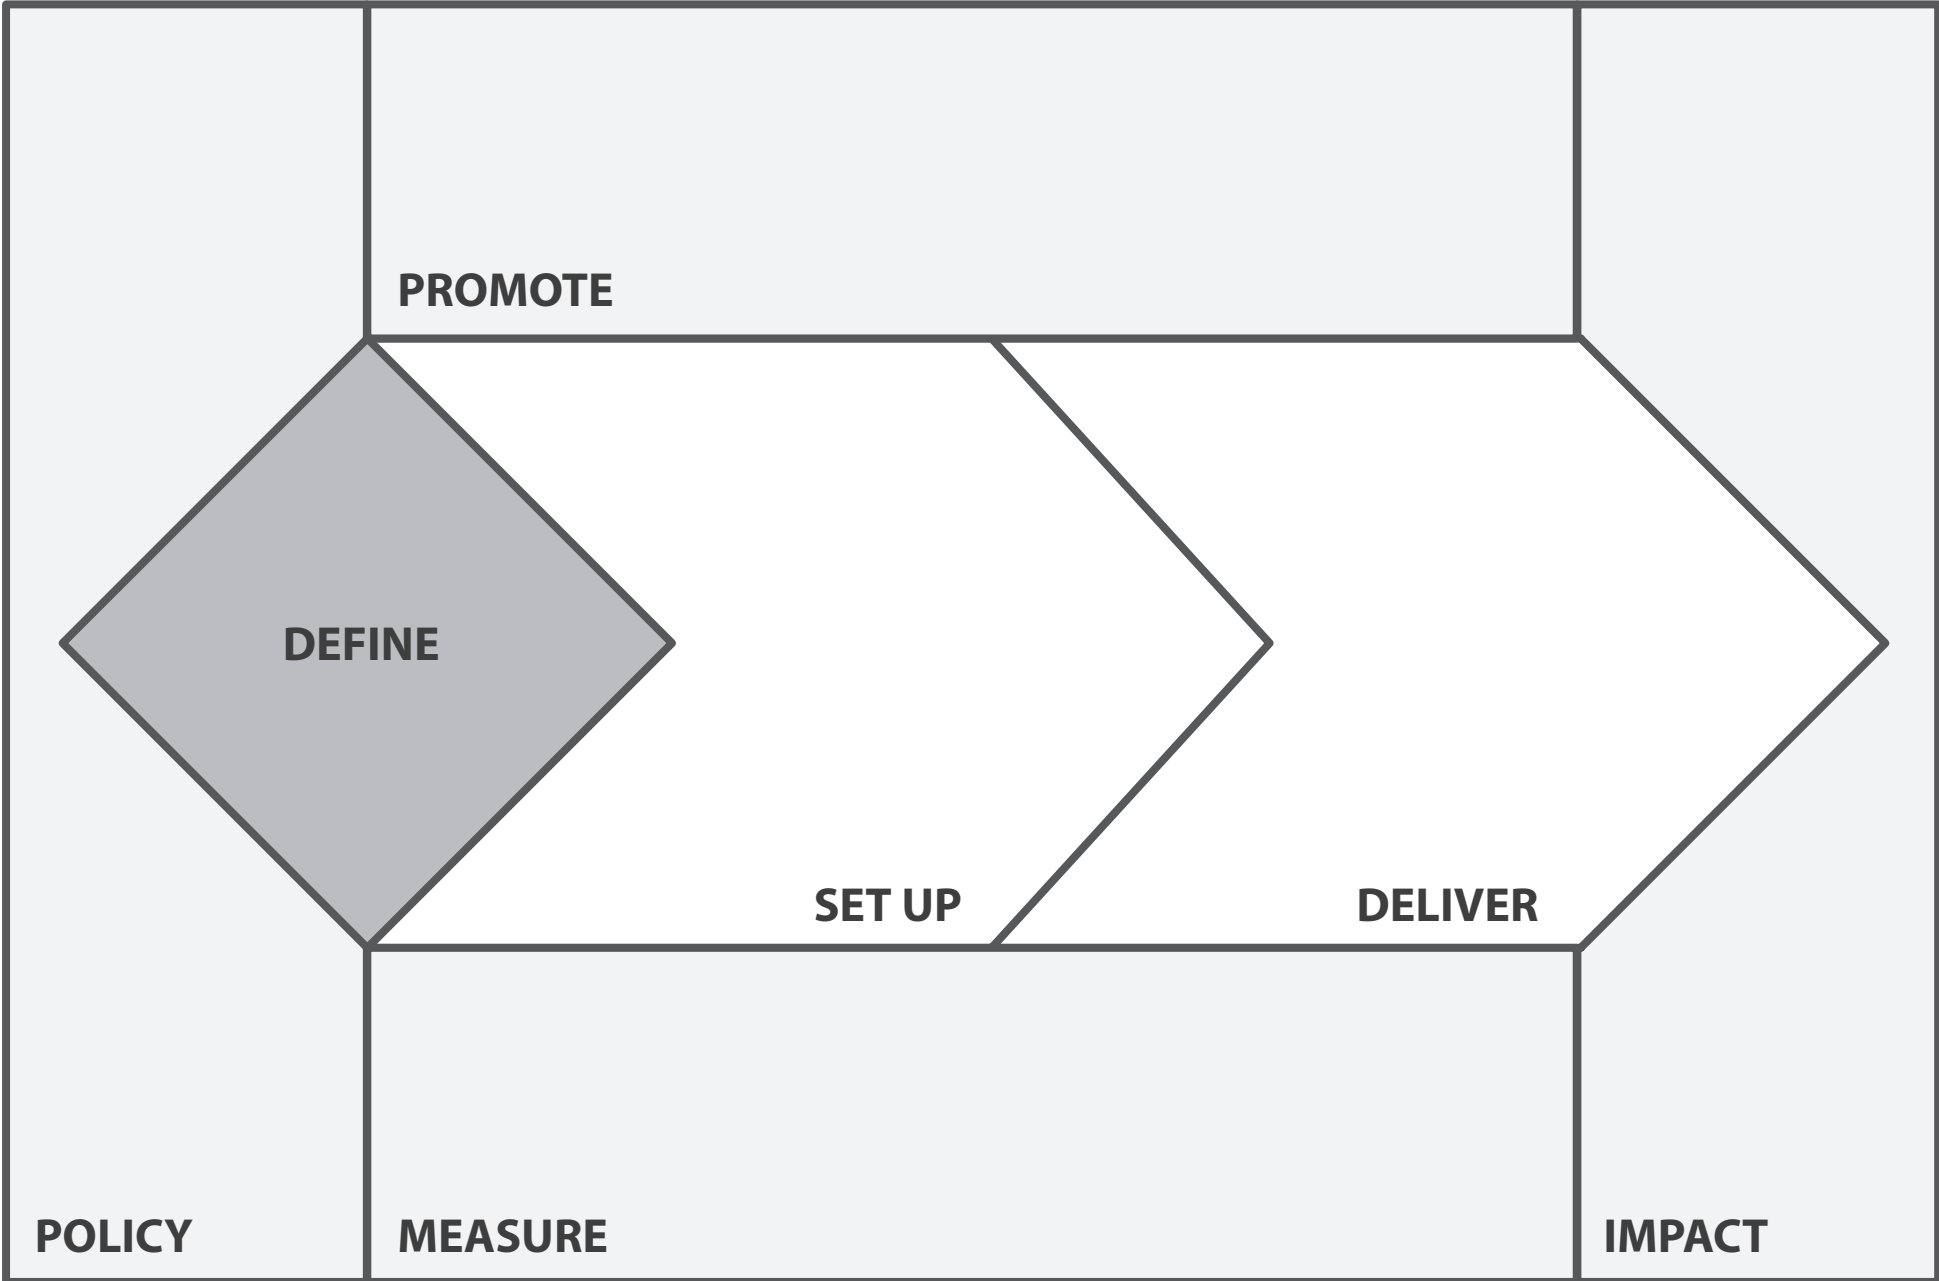 PROMOTE
DEFINE
SET UP
DELIVER
POLICY
MEASURE
IMPACT